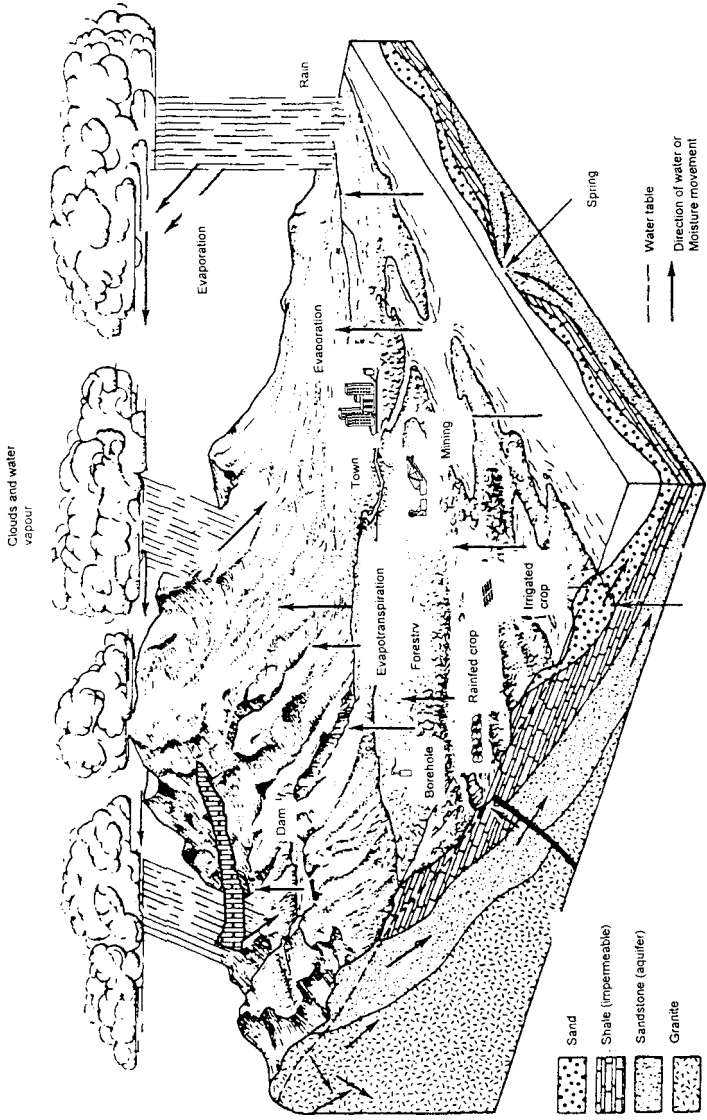 Clouds and water
vapour
Rain
Evaporation
Evaporation
Town
Mining
Evapotranspiration
Forestry
Rainfed crop
Irrigated
crop
Borehole
Dam
Spring
Water table
Direction of water or
Moisture movement
Sand
Shale (impermeable)
Sandstone (aquifer)
Granite